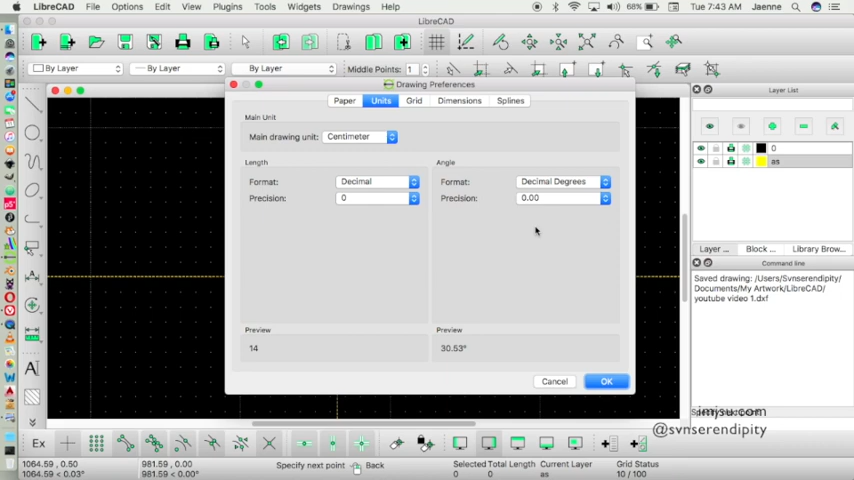 LibreCAD File Options Edit View Plugins Tools Widgets Drawings Help 68% Tue 7:43 AM Jaenne
LibreCAD
By Layer By Layer By Layer Middle Points: 1
Drawing Preferences
Layer List
Paper Units Grid Dimensions Splines
Main Unit
Main drawing unit: Centimeter
Length Angle
Format: Decimal Format: Decimal Degrees
Precision: 0 Precision: 0.00
0
as
Layer ... Block ... Library Brow...
Command line
Saved drawing: /Users/Svnserendipity/
Documents/My Artwork/LibreCAD/
youtube video 1.dxf
Preview Preview
14 30.53°
Cancel OK
@svnserendipity
Ex
1064.59 , 0.50 981.59 , 0.00 Specify next point Back Selected Total Length Current Layer Grid Status
1064.59 < 0.03° 981.59 < 0.00° 0 0 as 10 / 100